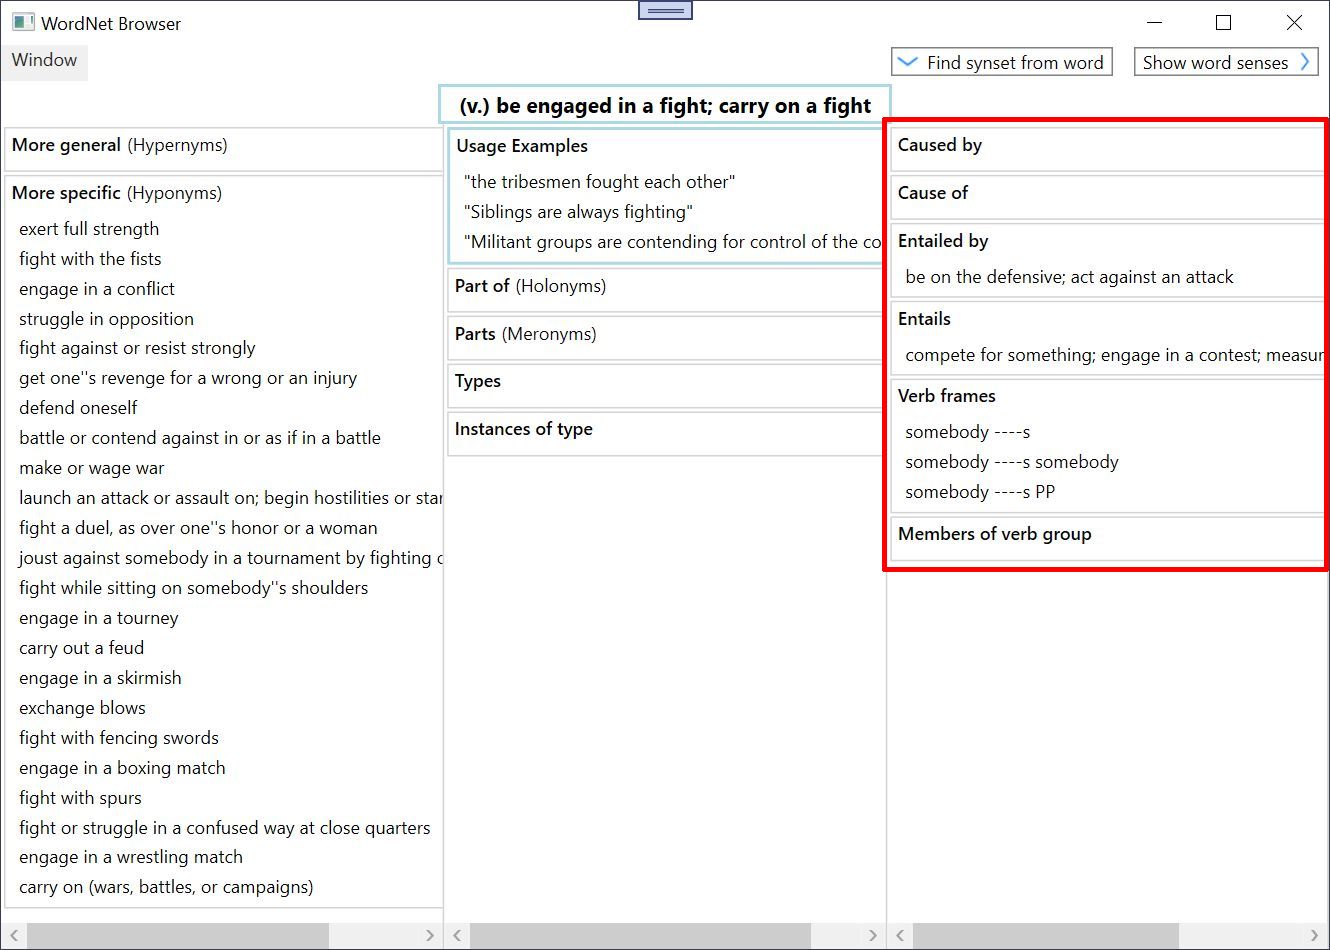 WordNet Browser
Window
Find synset from word
Show word senses
(v.) be engaged in a fight; carry on a fight
More general (Hypernyms)
More specific (Hyponyms)
exert full strength
fight with the fists
engage in a conflict
struggle in opposition
fight against or resist strongly
get one''s revenge for a wrong or an injury
defend oneself
battle or contend against in or as if in a battle
make or wage war
launch an attack or assault on; begin hostilities or
fight a duel, as over one''s honor or a woman
joust against somebody in a tournament by fighting
fight while sitting on somebody''s shoulders
engage in a tourney
carry out a feud
engage in a skirmish
exchange blows
fight with fencing swords
engage in a boxing match
fight with spurs
fight or struggle in a confused way at close quarters
engage in a wrestling match
carry on (wars, battles, or campaigns)
Usage Examples
"the tribesmen fought each other"
"Siblings are always fighting"
"Militant groups are contending for control of the co
Part of (Holonyms)
Parts (Meronyms)
Types
Instances of type
Caused by
Cause of
Entailed by
be on the defensive; act against an attack
Entails
compete for something; engage in a contest; measur
Verb frames
somebody ----s
somebody ----s somebody
somebody ----s PP
Members of verb group